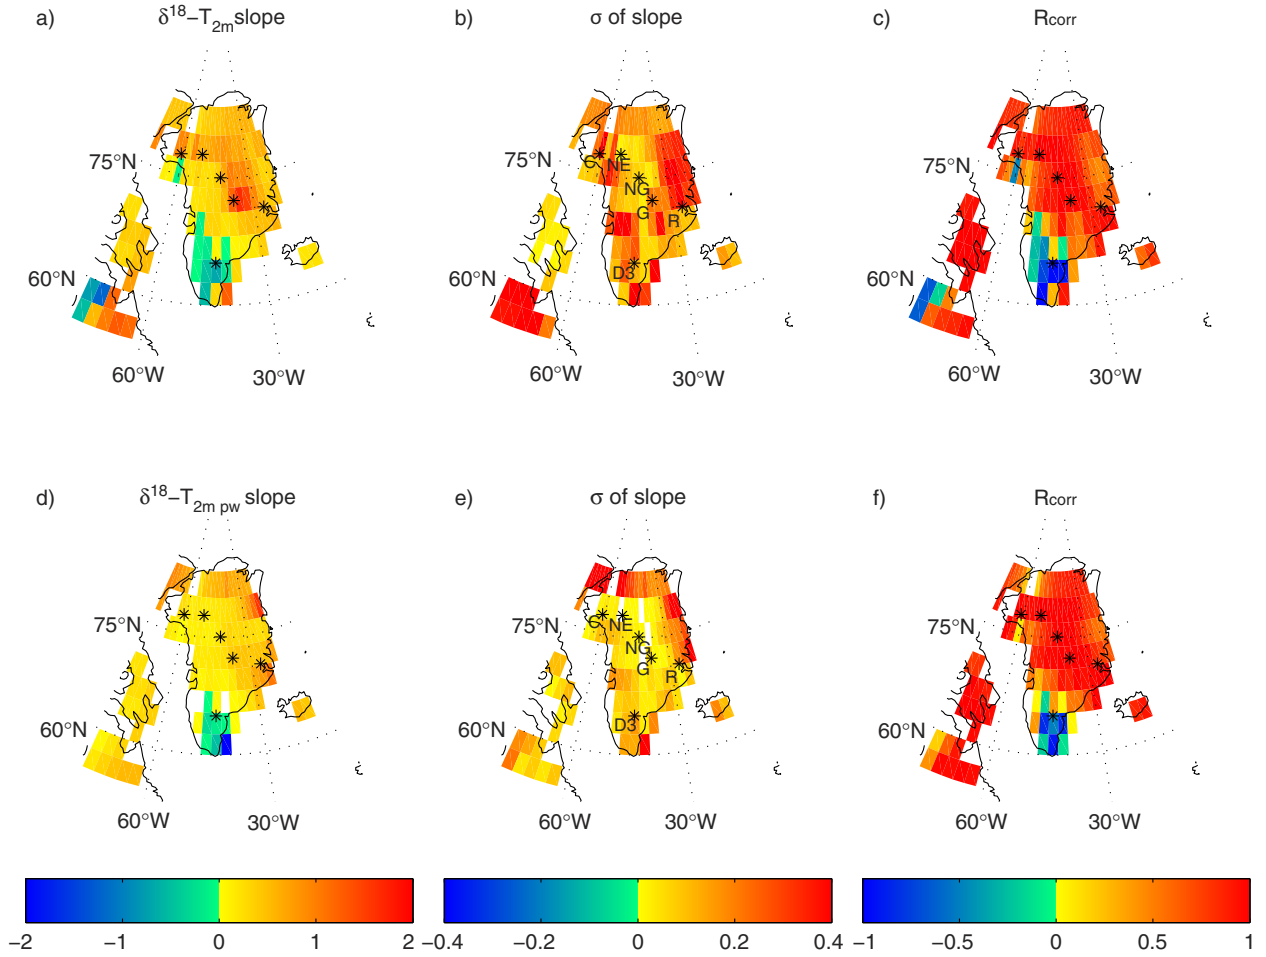 a) δ18−T2m slope
b) σ of slope
c) Rcorr
75°N
60°N
60°W
30°W
75°N
C
NE
NG
G
R
D3
60°N
60°W
30°W
75°N
60°N
60°W
30°W
d) δ18−T2m pw slope
e) σ of slope
f) Rcorr
75°N
60°N
60°W
30°W
75°N
C
NE
NG
G
R
D3
60°N
60°W
30°W
75°N
60°N
60°W
30°W
−2 −1 0 1 2
−0.4 −0.2 0 0.2 0.4
−1 −0.5 0 0.5 1